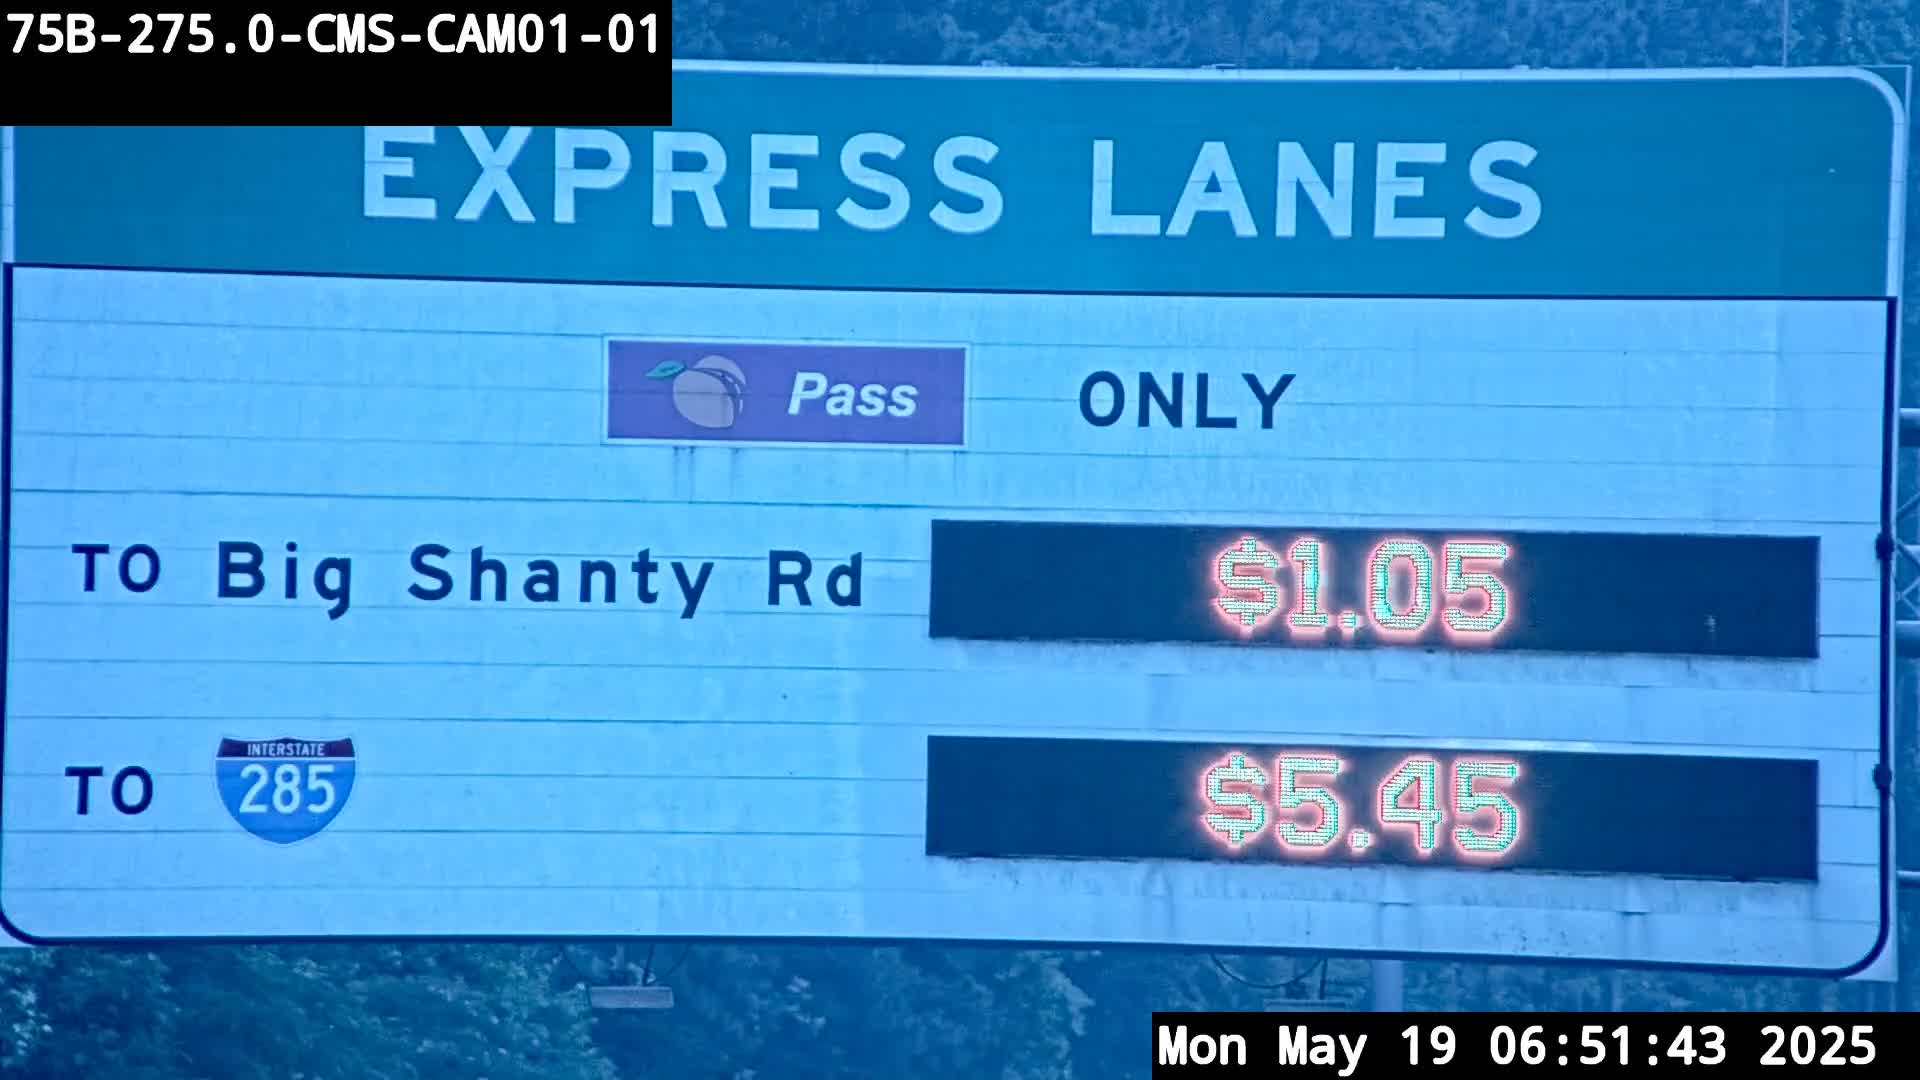 75B-275.0-CMS-CAM01-01
EXPRESS LANES
Pass ONLY
TO Big Shanty Rd $1.05
INTERSTATE
TO 285 $5.45
Mon May 19 06:51:43 2025